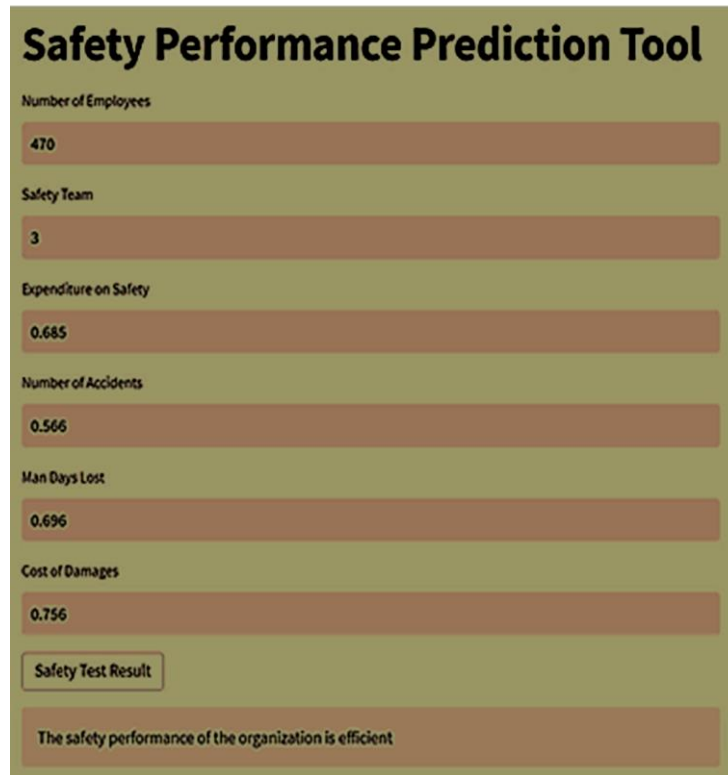 Safety Performance Prediction Tool
Number of Employees
470
Safety Team
3
Expenditure on Safety
0.685
Number of Accidents
0.566
Man Days Lost
0.696
Cost of Damages
0.756
Safety Test Result
The safety performance of the organization is efficient